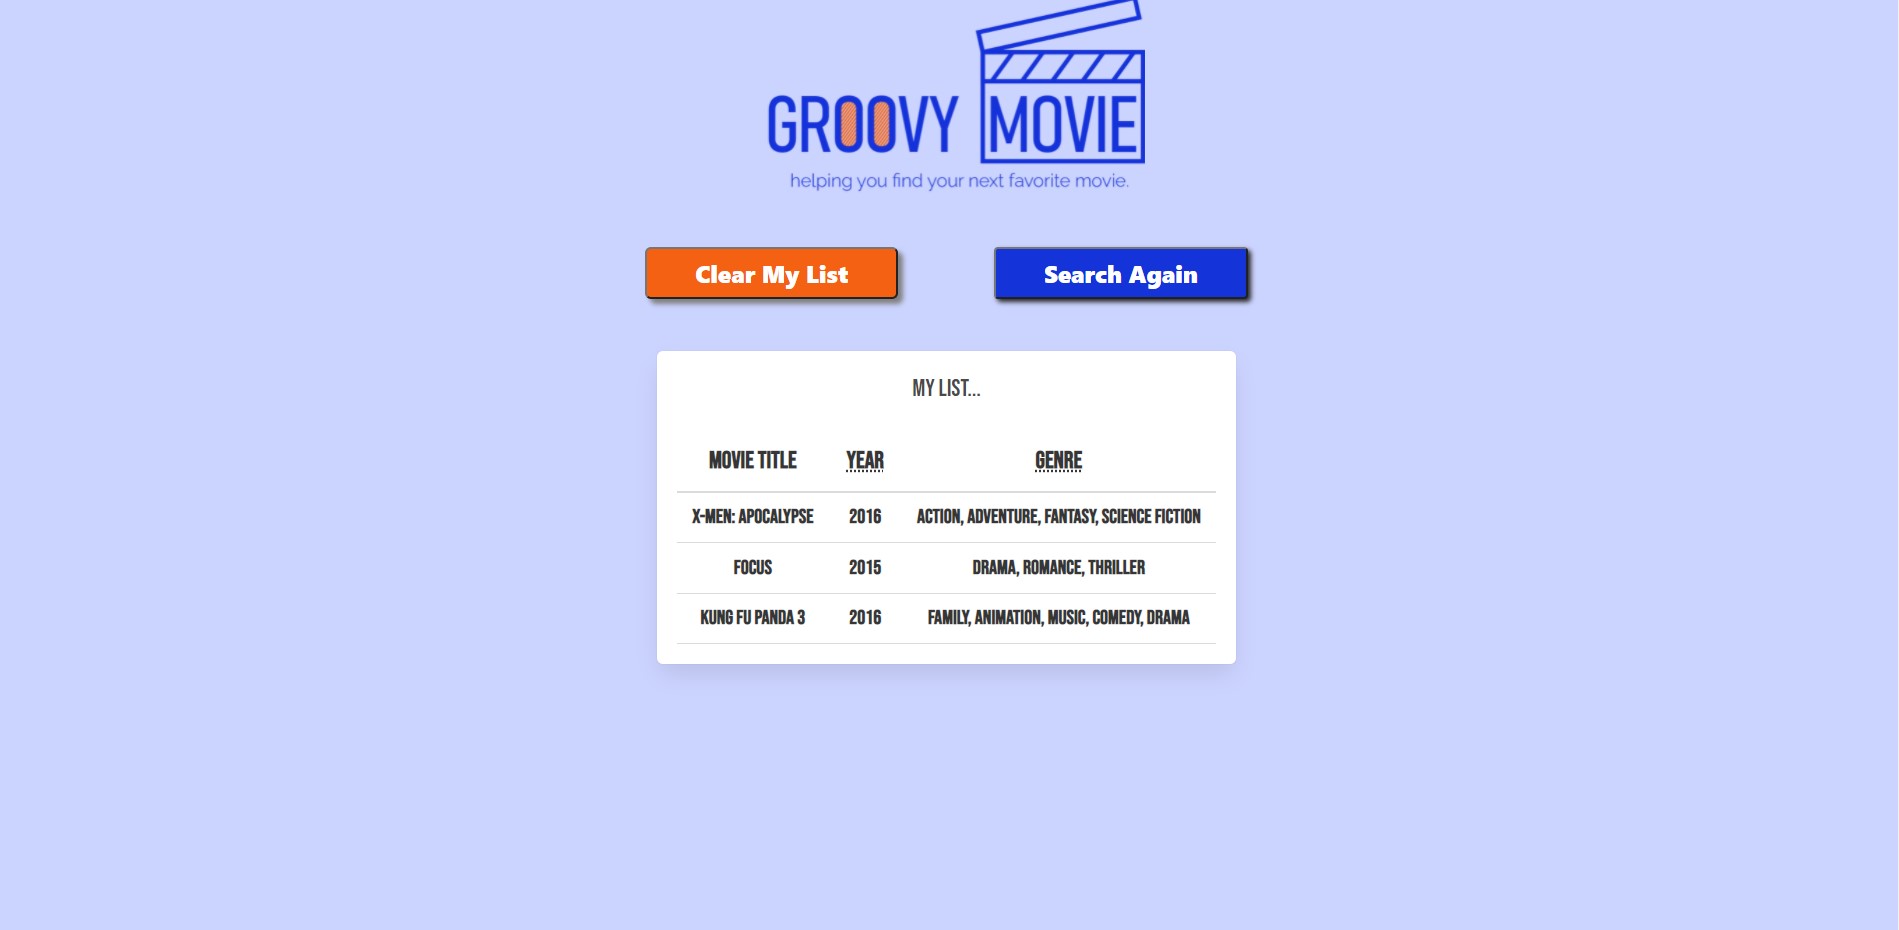 GROOVY MOVIE
helping you find your next favorite movie.
Clear My List Search Again
MY LIST...
MOVIE TITLE YEAR GENRE
X-MEN: APOCALYPSE 2016 ACTION, ADVENTURE, FANTASY, SCIENCE FICTION
FOCUS 2015 DRAMA, ROMANCE, THRILLER
KUNG FU PANDA 3 2016 FAMILY, ANIMATION, MUSIC, COMEDY, DRAMA